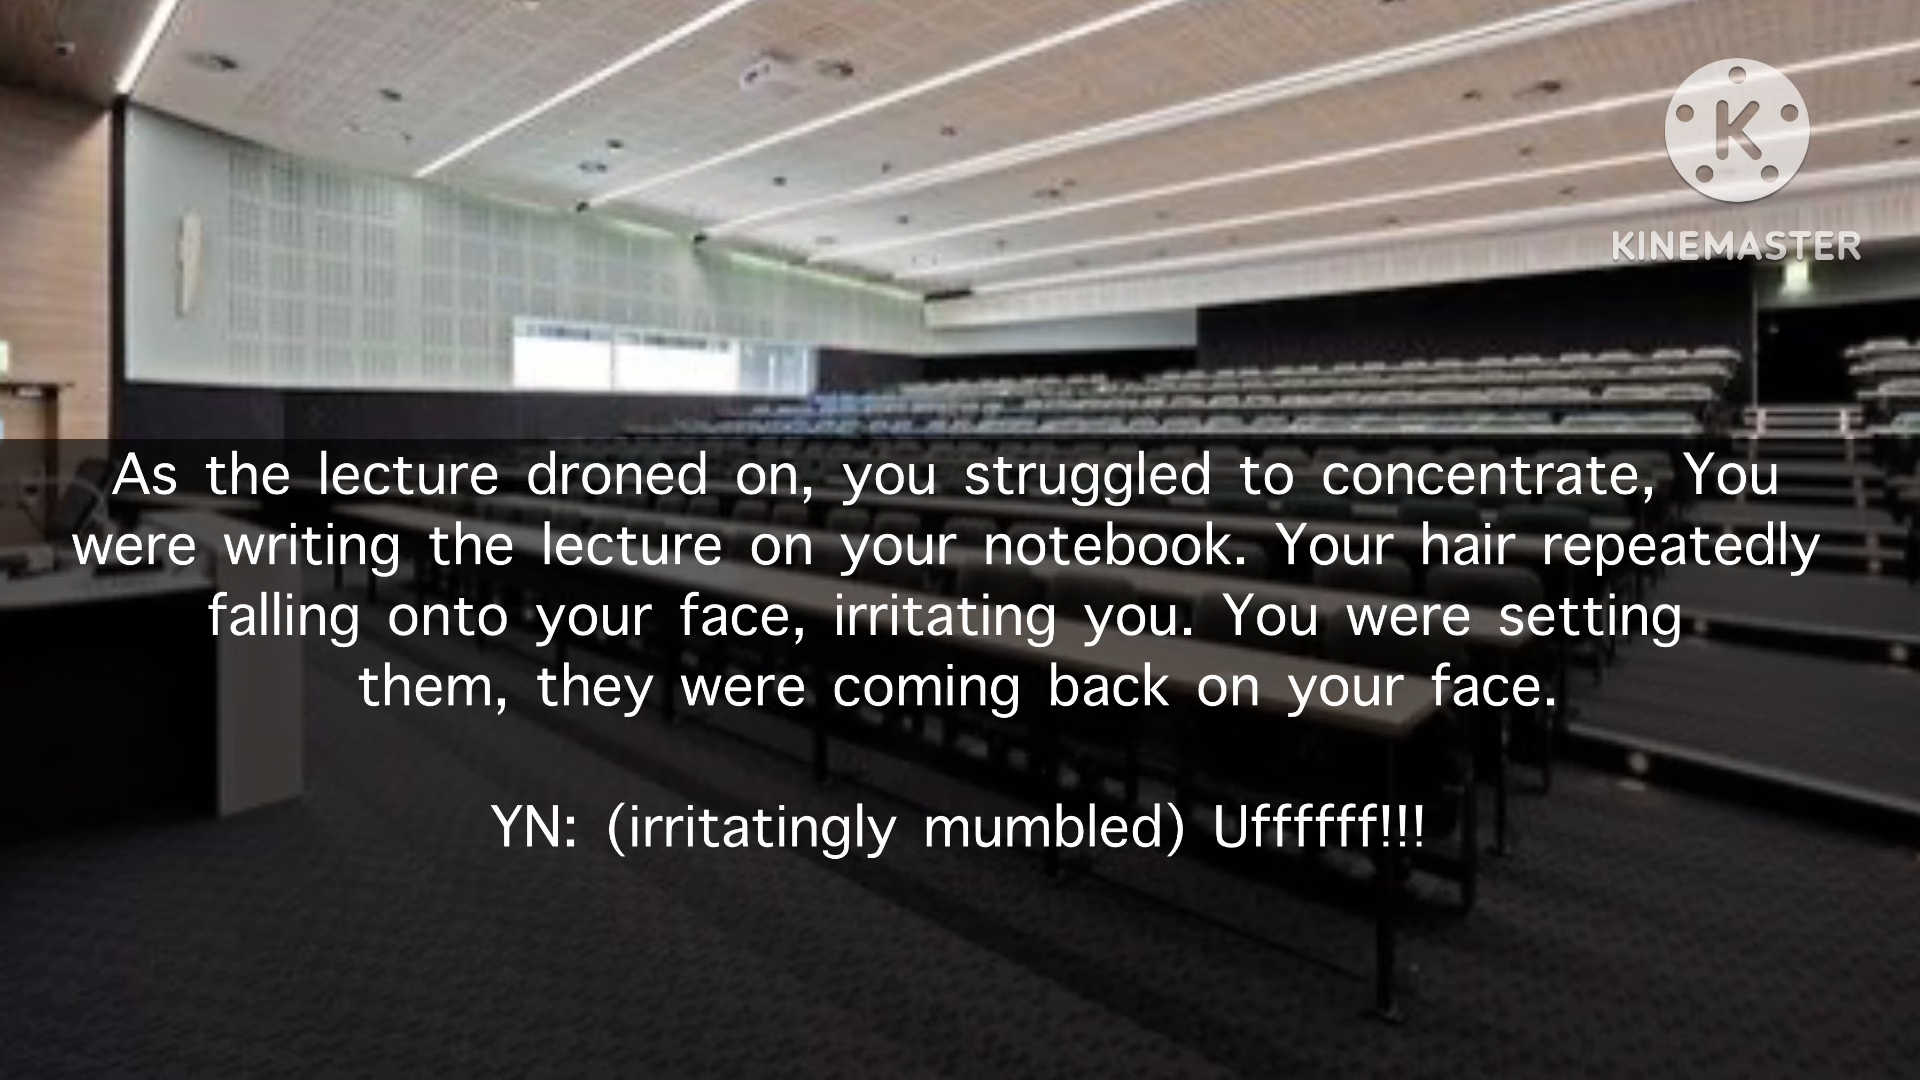 K
KINEMASTER
As the lecture droned on, you struggled to concentrate, You
were writing the lecture on your notebook. Your hair repeatedly
falling onto your face, irritating you. You were setting
them, they were coming back on your face.
YN: (irritatingly mumbled) Uffffff!!!